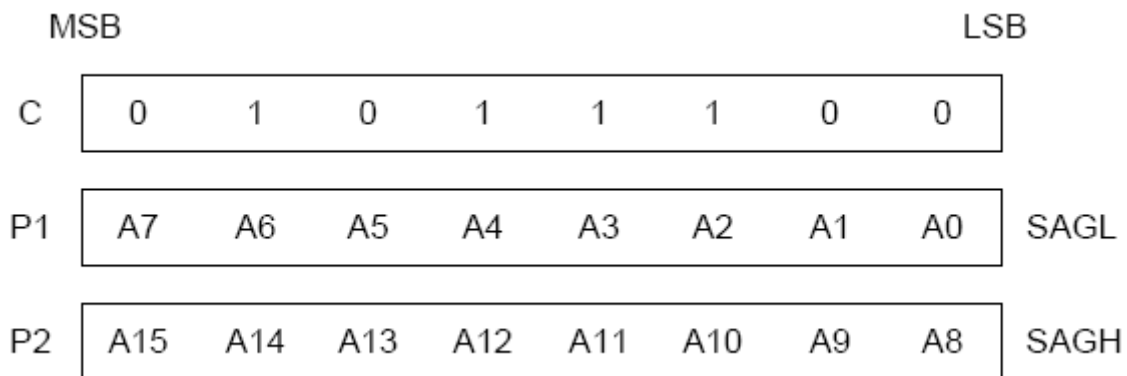 MSB LSB
C 0 1 0 1 1 1 0 0
P1 A7 A6 A5 A4 A3 A2 A1 A0 SAGL
P2 A15 A14 A13 A12 A11 A10 A9 A8 SAGH